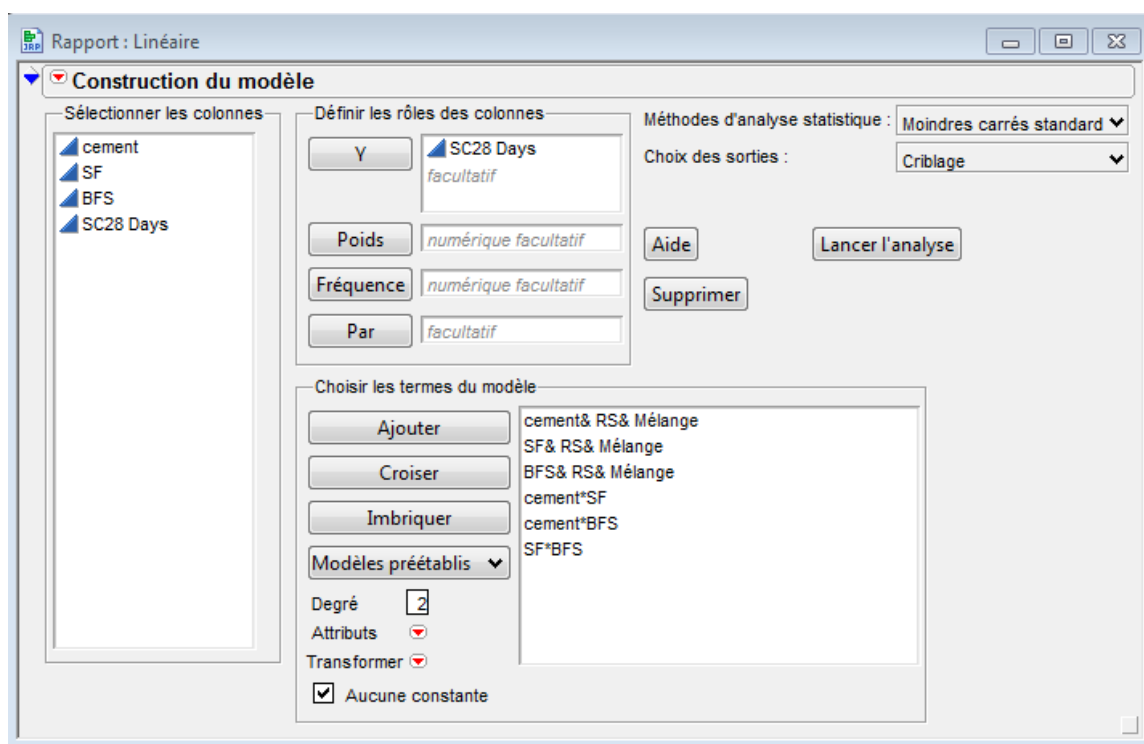 JRP
Rapport : Linéaire
Construction du modèle
Sélectionner les colonnes
cement
SF
BFS
SC28 Days
Définir les rôles des colonnes
Y
SC28 Days
facultatif
Poids
numérique facultatif
Fréquence
numérique facultatif
Par
facultatif
Méthodes d'analyse statistique :
Moindres carrés standard
Choix des sorties :
Criblage
Aide
Lancer l'analyse
Supprimer
Choisir les termes du modèle
Ajouter
Croiser
Imbriquer
Modèles préétablis
Degré 2
Attributs
Transformer
Aucune constante
cement& RS& Mélange
SF& RS& Mélange
BFS& RS& Mélange
cement*SF
cement*BFS
SF*BFS